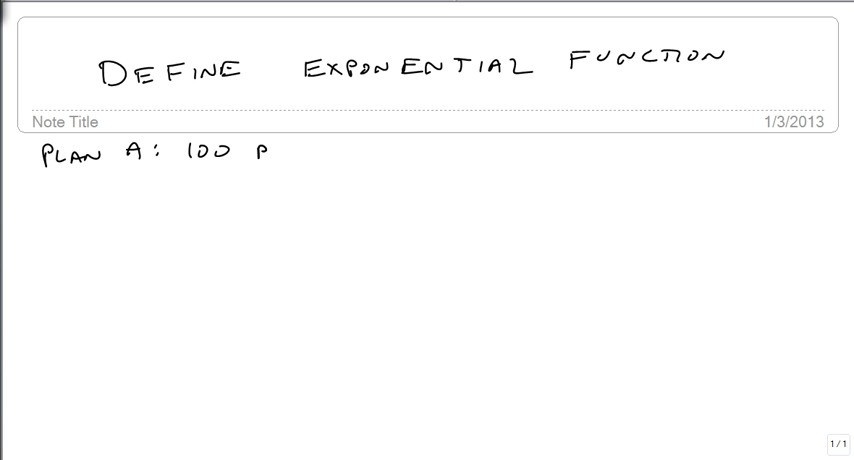 DEFINE EXPONENTIAL FUNCTION
Note Title 1/3/2013
PLAN A: 100 P
1 / 1